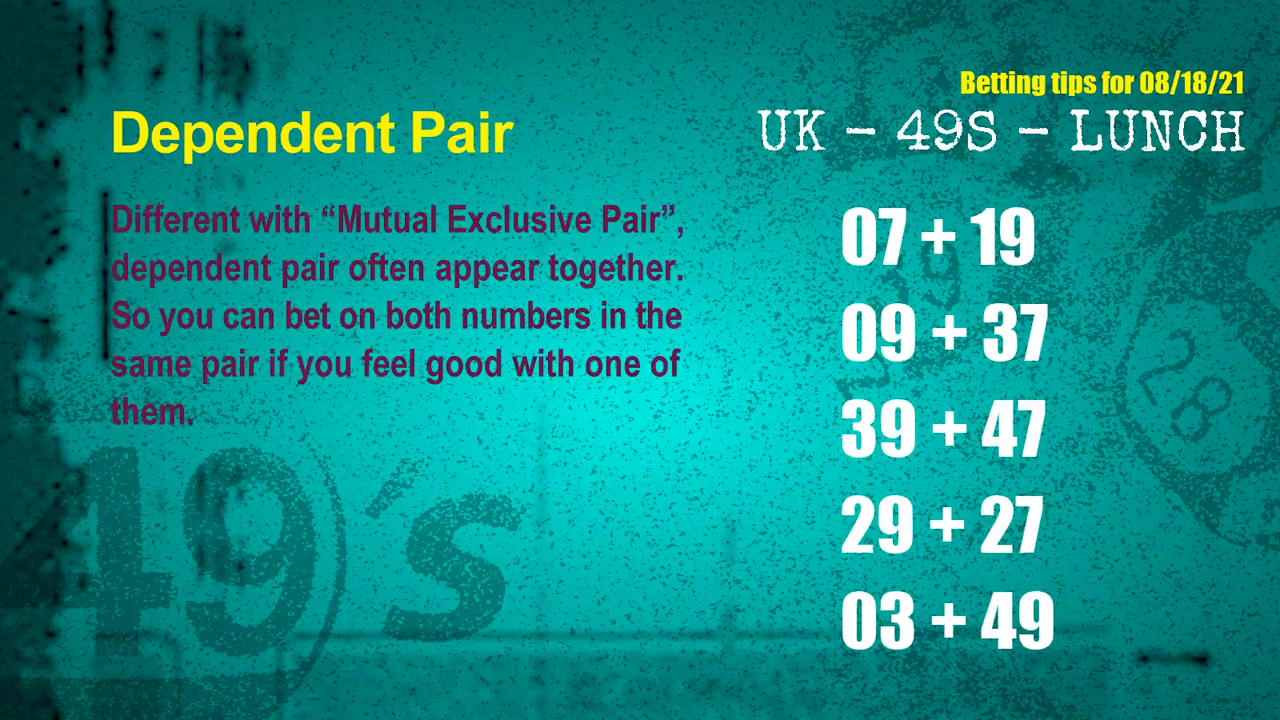 Betting tips for 08/18/21
UK - 49S - LUNCH
Dependent Pair
Different with “Mutual Exclusive Pair”,
dependent pair often appear together.
So you can bet on both numbers in the
same pair if you feel good with one of
them.
07 + 19
09 + 37
39 + 47
29 + 27
03 + 49
49's
39
28